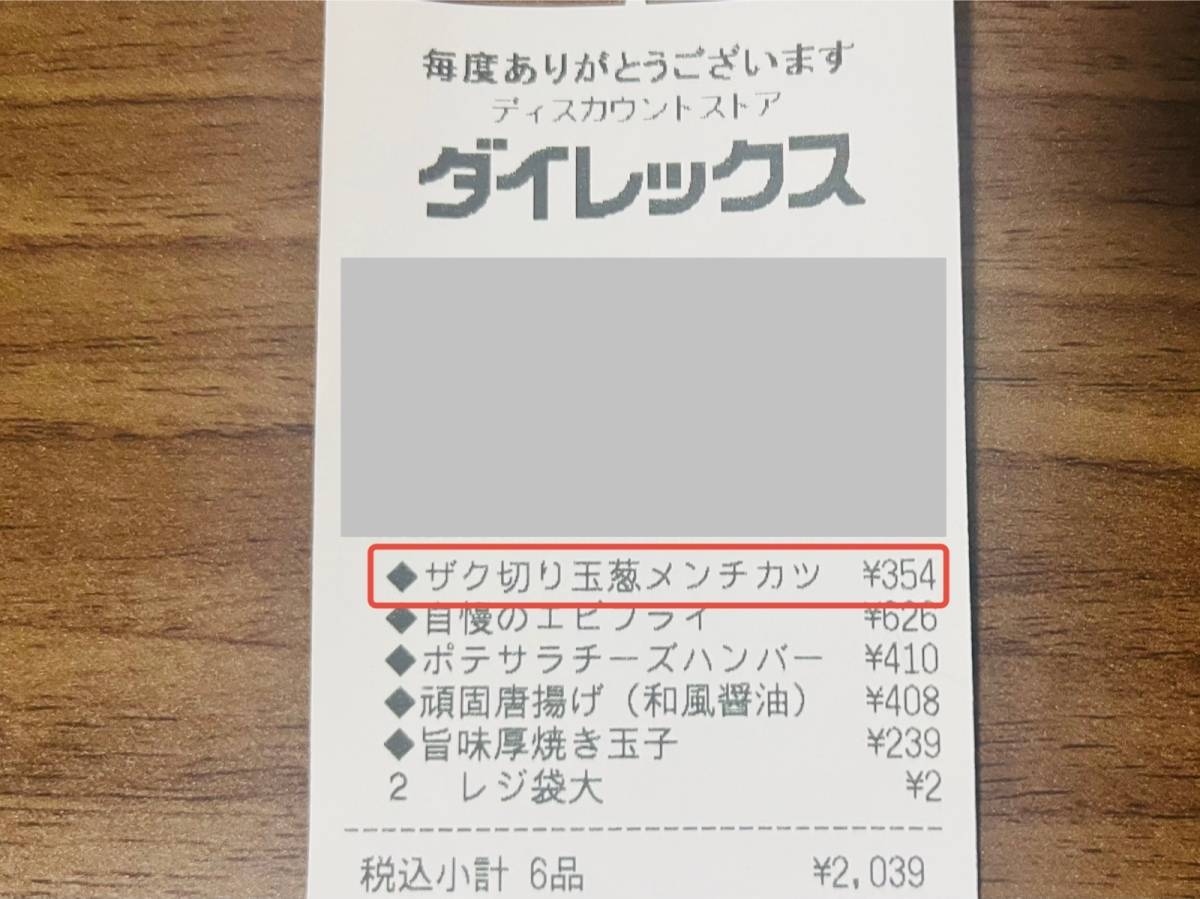 毎度ありがとうございます
ディスカウントストア
ダイレックス
◆ザク切り玉葱メンチカツ ¥354
◆自慢のエビフライ ¥626
◆ポテサラチーズハンバー ¥410
◆頑固唐揚げ（和風醤油） ¥408
◆旨味厚焼き玉子 ¥239
2 レジ袋大 ¥2
税込小計 6品 ¥2,039